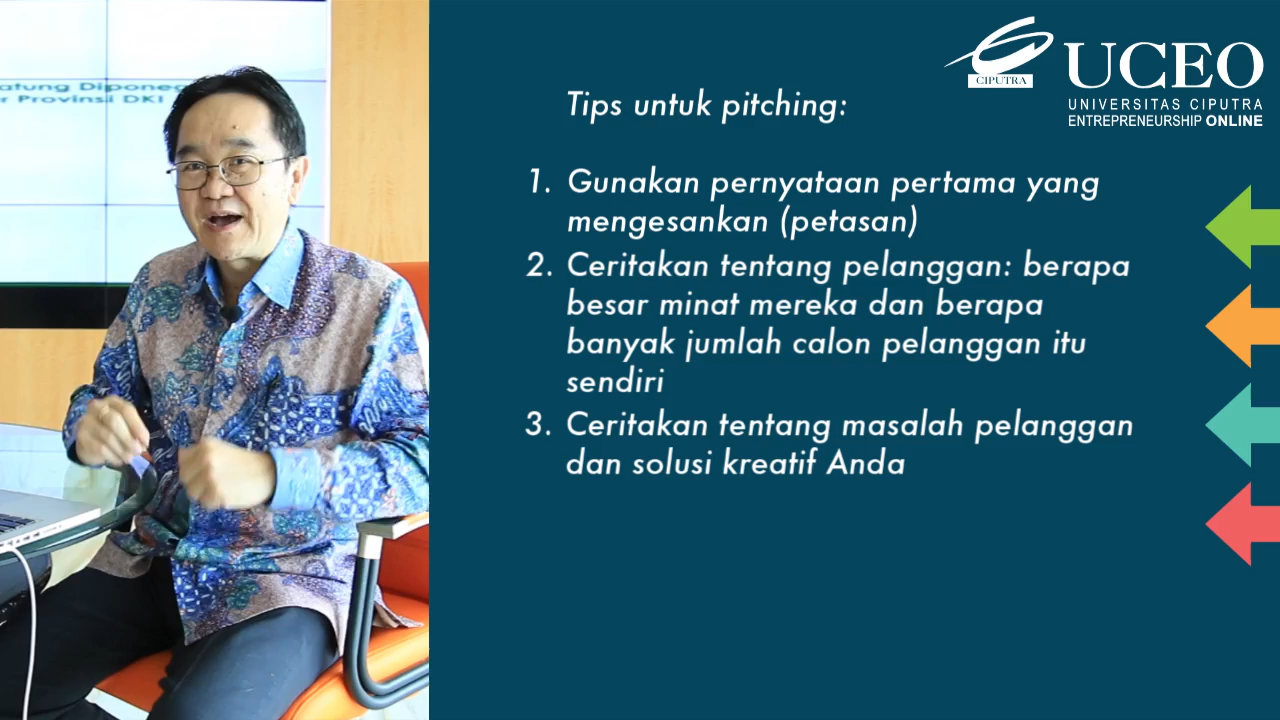 Diponeg
Provinsi DKI
CIPUTRA
UCEO
UNIVERSITAS CIPUTRA
ENTREPRENEURSHIP ONLINE
Tips untuk pitching:
1. Gunakan pernyataan pertama yang
mengesankan (petasan)
2. Ceritakan tentang pelanggan: berapa
besar minat mereka dan berapa
banyak jumlah calon pelanggan itu
sendiri
3. Ceritakan tentang masalah pelanggan
dan solusi kreatif Anda